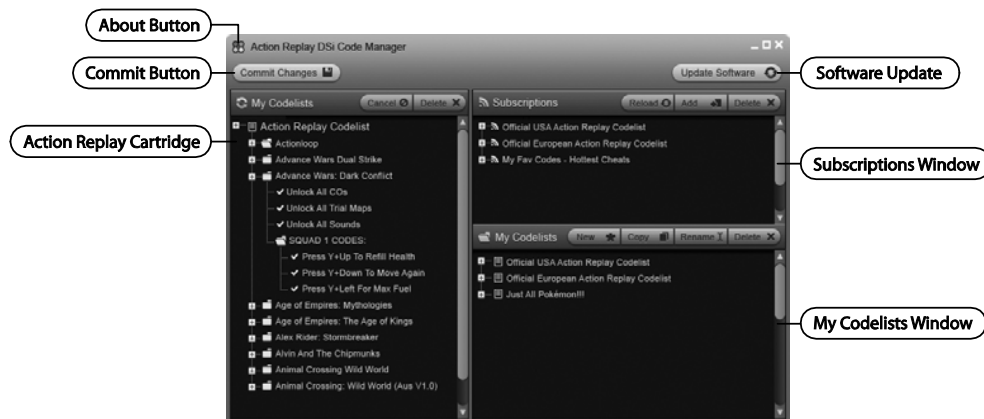 About Button
Commit Button
Action Replay Cartridge
Action Replay DSi Code Manager
Commit Changes
Update Software
Software Update
My Codelists
Cancel
Delete
Action Replay Codelist
Actionloop
Advance Wars Dual Strike
Advance Wars: Dark Conflict
Unlock All COs
Unlock All Trial Maps
Unlock All Sounds
SQUAD 1 CODES:
Press Y+Up To Refill Health
Press Y+Down To Move Again
Press Y+Left For Max Fuel
Age of Empires: Mythologies
Age of Empires: The Age of Kings
Alex Rider: Stormbreaker
Alvin And The Chipmunks
Animal Crossing Wild World
Animal Crossing: Wild World (Aus V1.0)
Subscriptions
Reload
Add
Delete
Official USA Action Replay Codelist
Official European Action Replay Codelist
My Fav Codes - Hottest Cheats
Subscriptions Window
My Codelists
New
Copy
Rename
Delete
Official USA Action Replay Codelist
Official European Action Replay Codelist
Just All Pokémon!!!
My Codelists Window